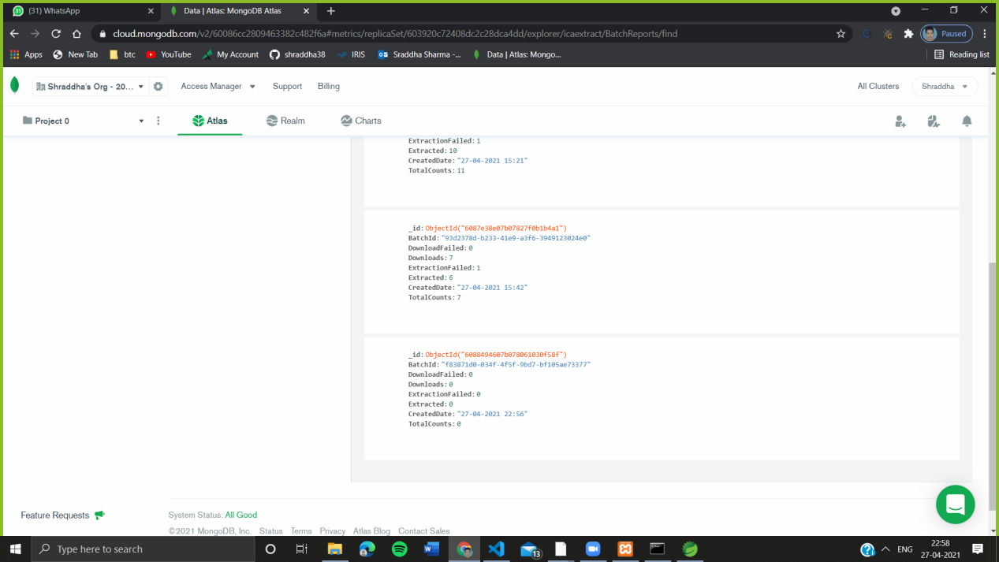 (31) WhatsApp
Data | Atlas: MongoDB Atlas
cloud.mongodb.com/v2/60086cc2809463382c482f6a#metrics/replicaSet/603920c72408dc2c28dca4dd/explorer/icaextract/BatchReports/find
Paused
Apps
New Tab
btc
YouTube
My Account
shraddha38
IRIS
Sraddha Sharma -...
Data | Atlas: Mongo...
Reading list
Shraddha's Org - 20...
Access Manager
Support
Billing
All Clusters
Shraddha
Project 0
Atlas
Realm
Charts
ExtractionFailed: 1
Extracted: 10
CreatedDate: "27-04-2021 15:21"
TotalCounts: 11
_id: ObjectId("6087e38e07b07827f0b1b4a1")
BatchId: "93d2378d-b233-41e9-a3f6-3949123024e0"
DownloadFailed: 0
Downloads: 7
ExtractionFailed: 1
Extracted: 6
CreatedDate: "27-04-2021 15:42"
TotalCounts: 7
_id: ObjectId("6088494607b078061030f58f")
BatchId: "f83871d0-034f-4f5f-9bd7-bf105ae73377"
DownloadFailed: 0
Downloads: 0
ExtractionFailed: 0
Extracted: 0
CreatedDate: "27-04-2021 22:56"
TotalCounts: 0
Feature Requests
System Status: All Good
©2021 MongoDB, Inc. Status Terms Privacy Atlas Blog Contact Sales
Type here to search
13
ENG
22:58
27-04-2021